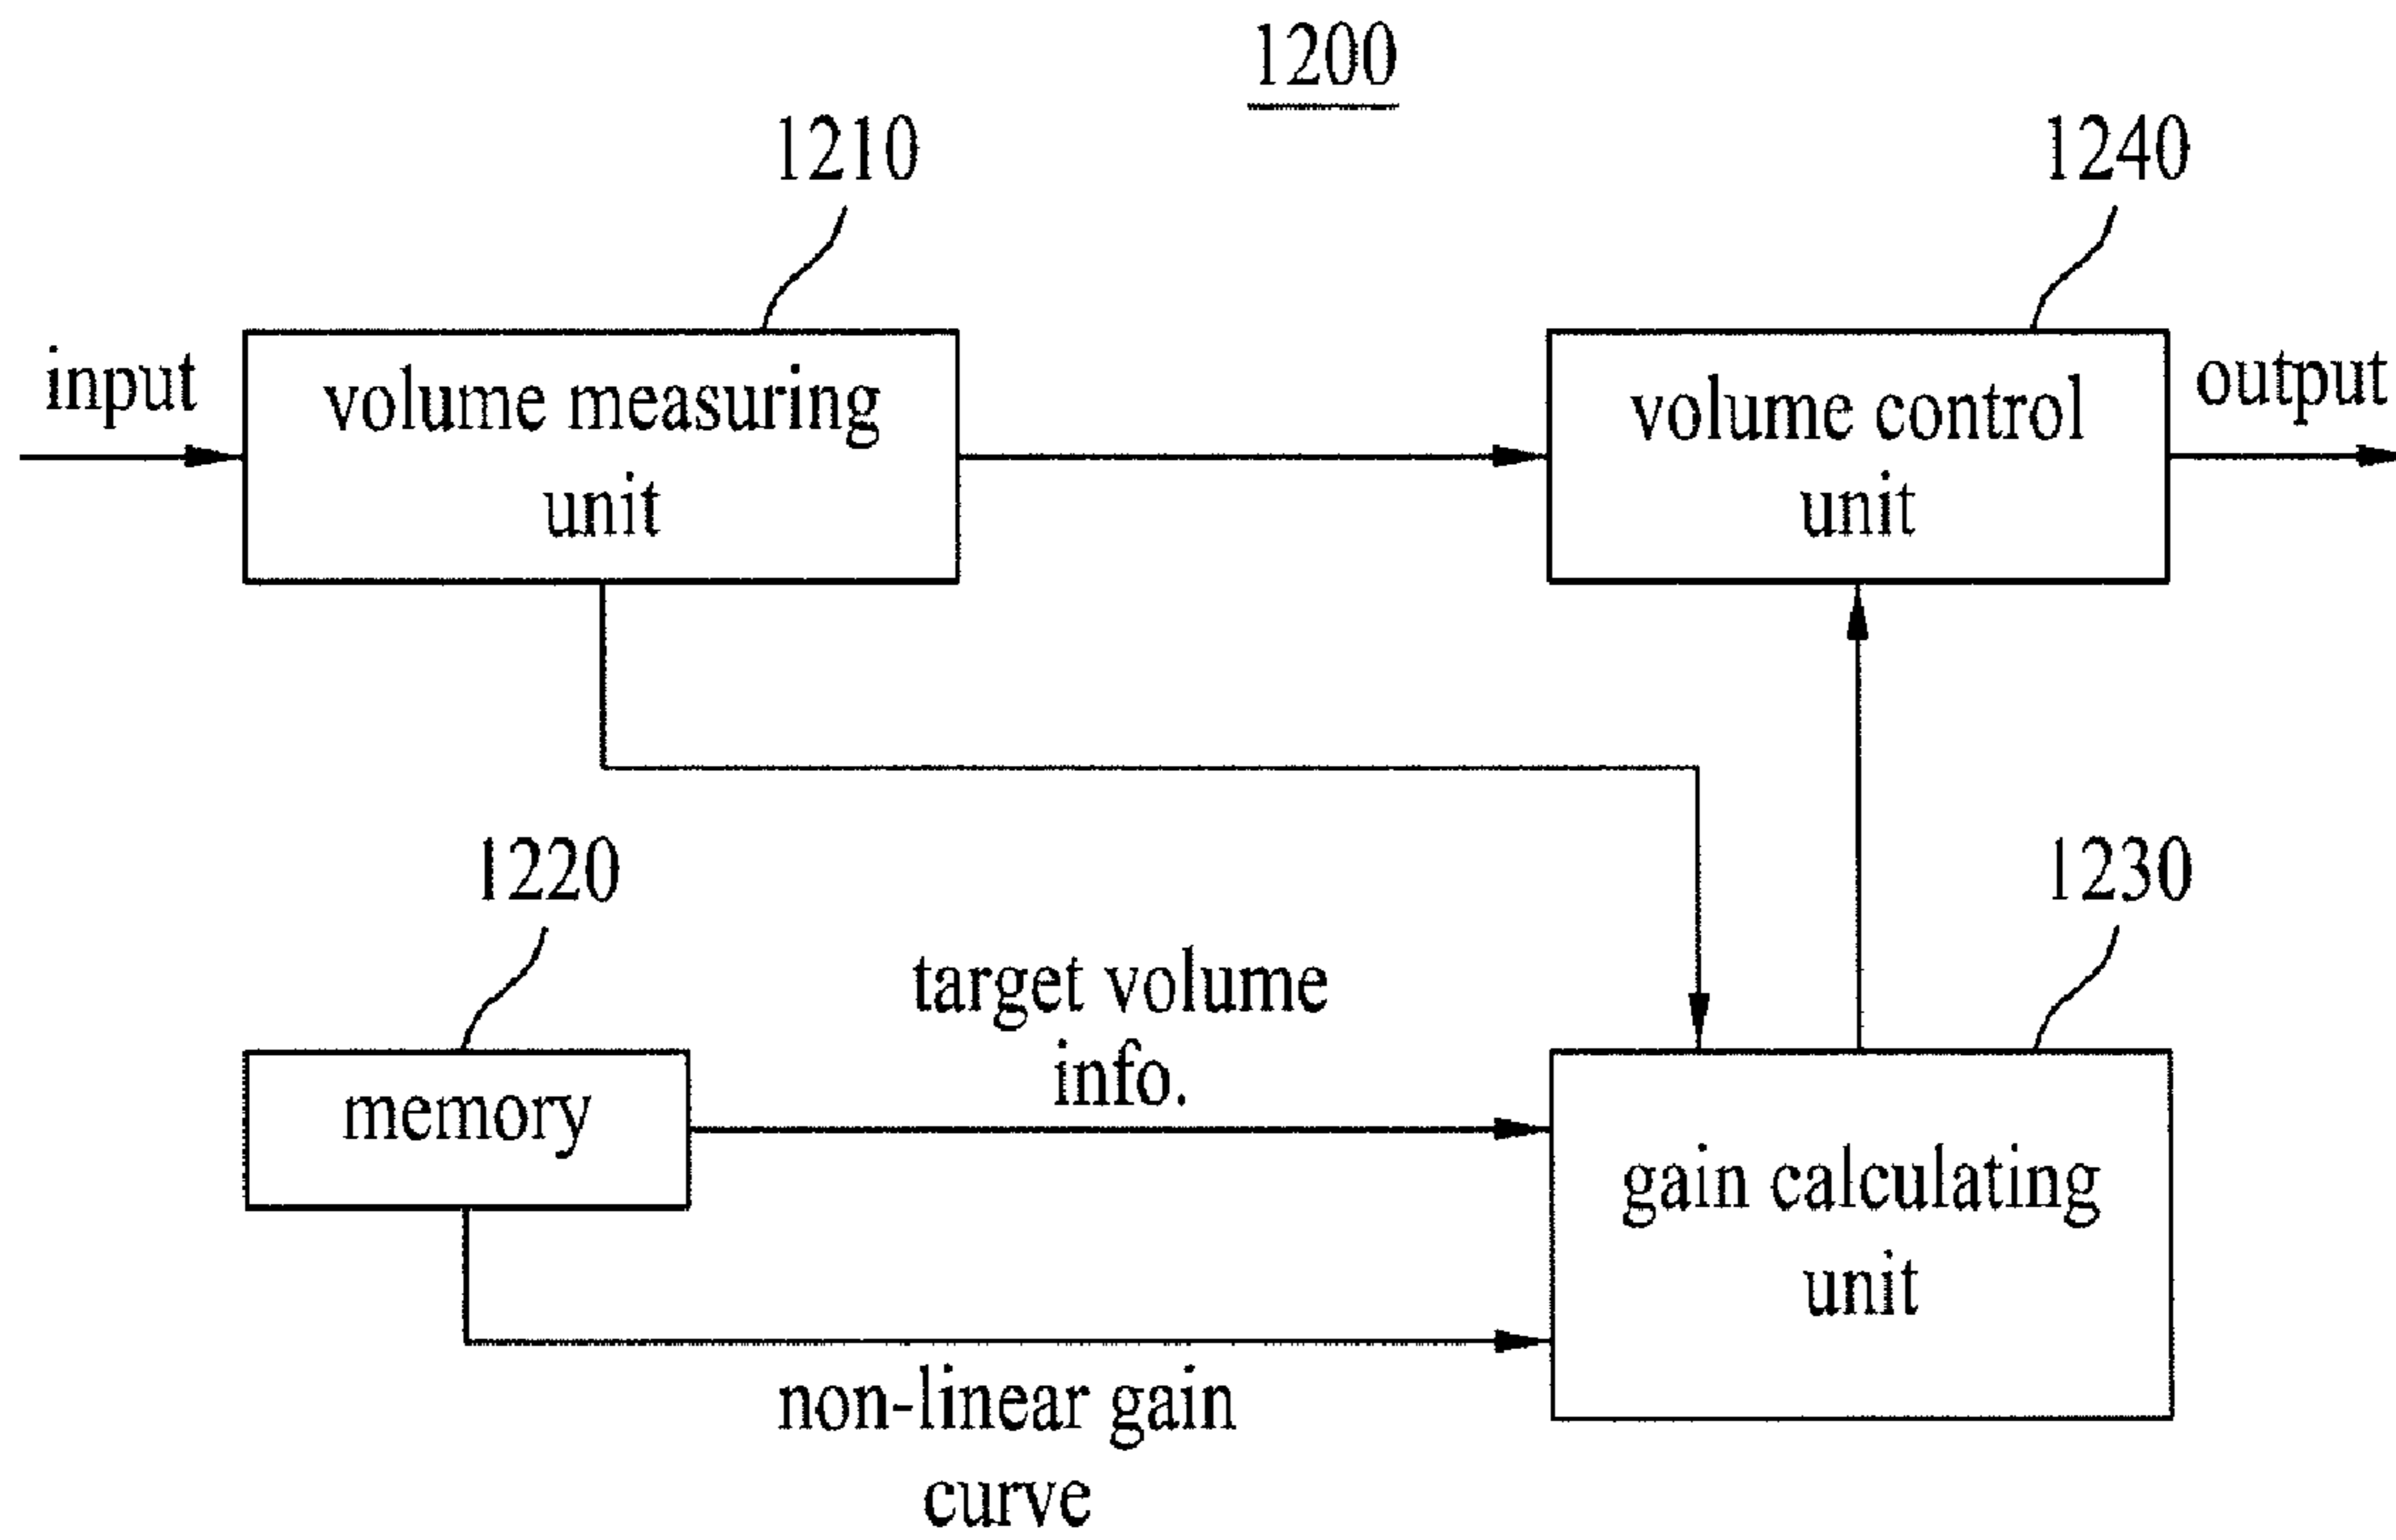 1200
1210
1240
input
volume measuring
unit
volume control
unit
output
1220
1230
target volume
info.
memory
gain calculating
unit
non-linear gain
curve